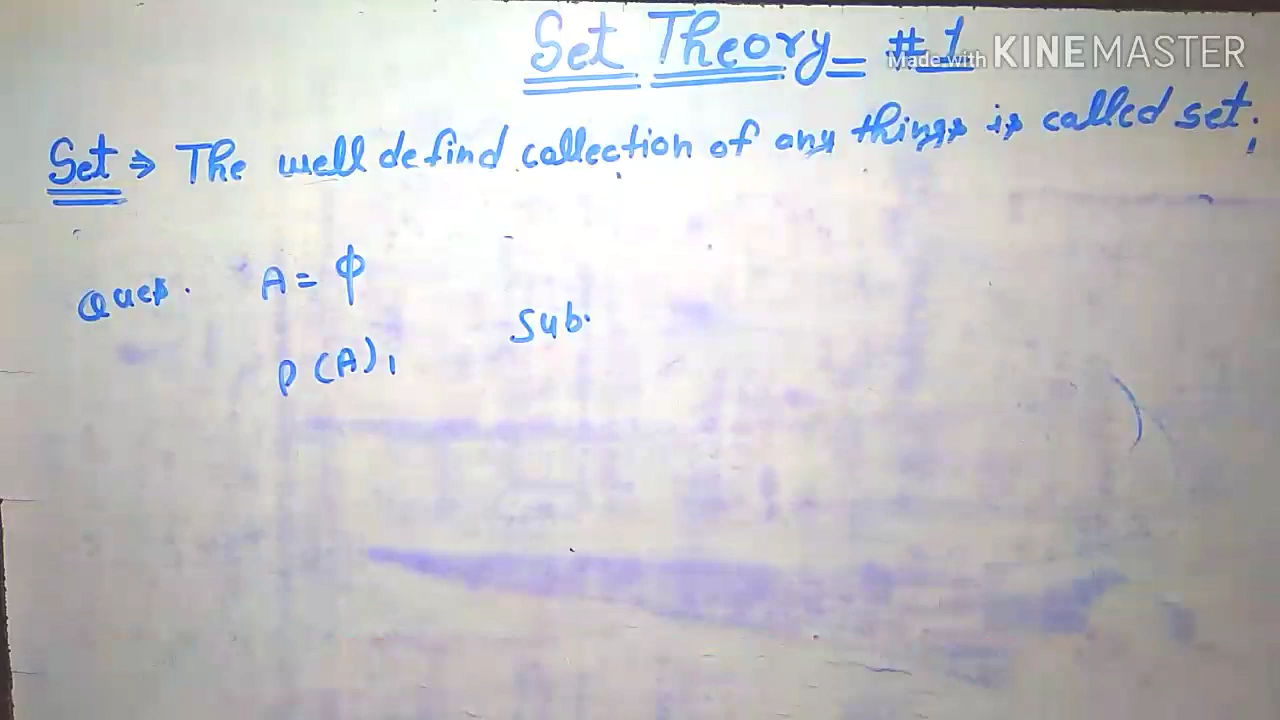 Set Theory #1
Made with KINEMASTER
Set ⇒ The well defind collection of any things is called set.
Ques. A = ϕ
Sub.
P(A),